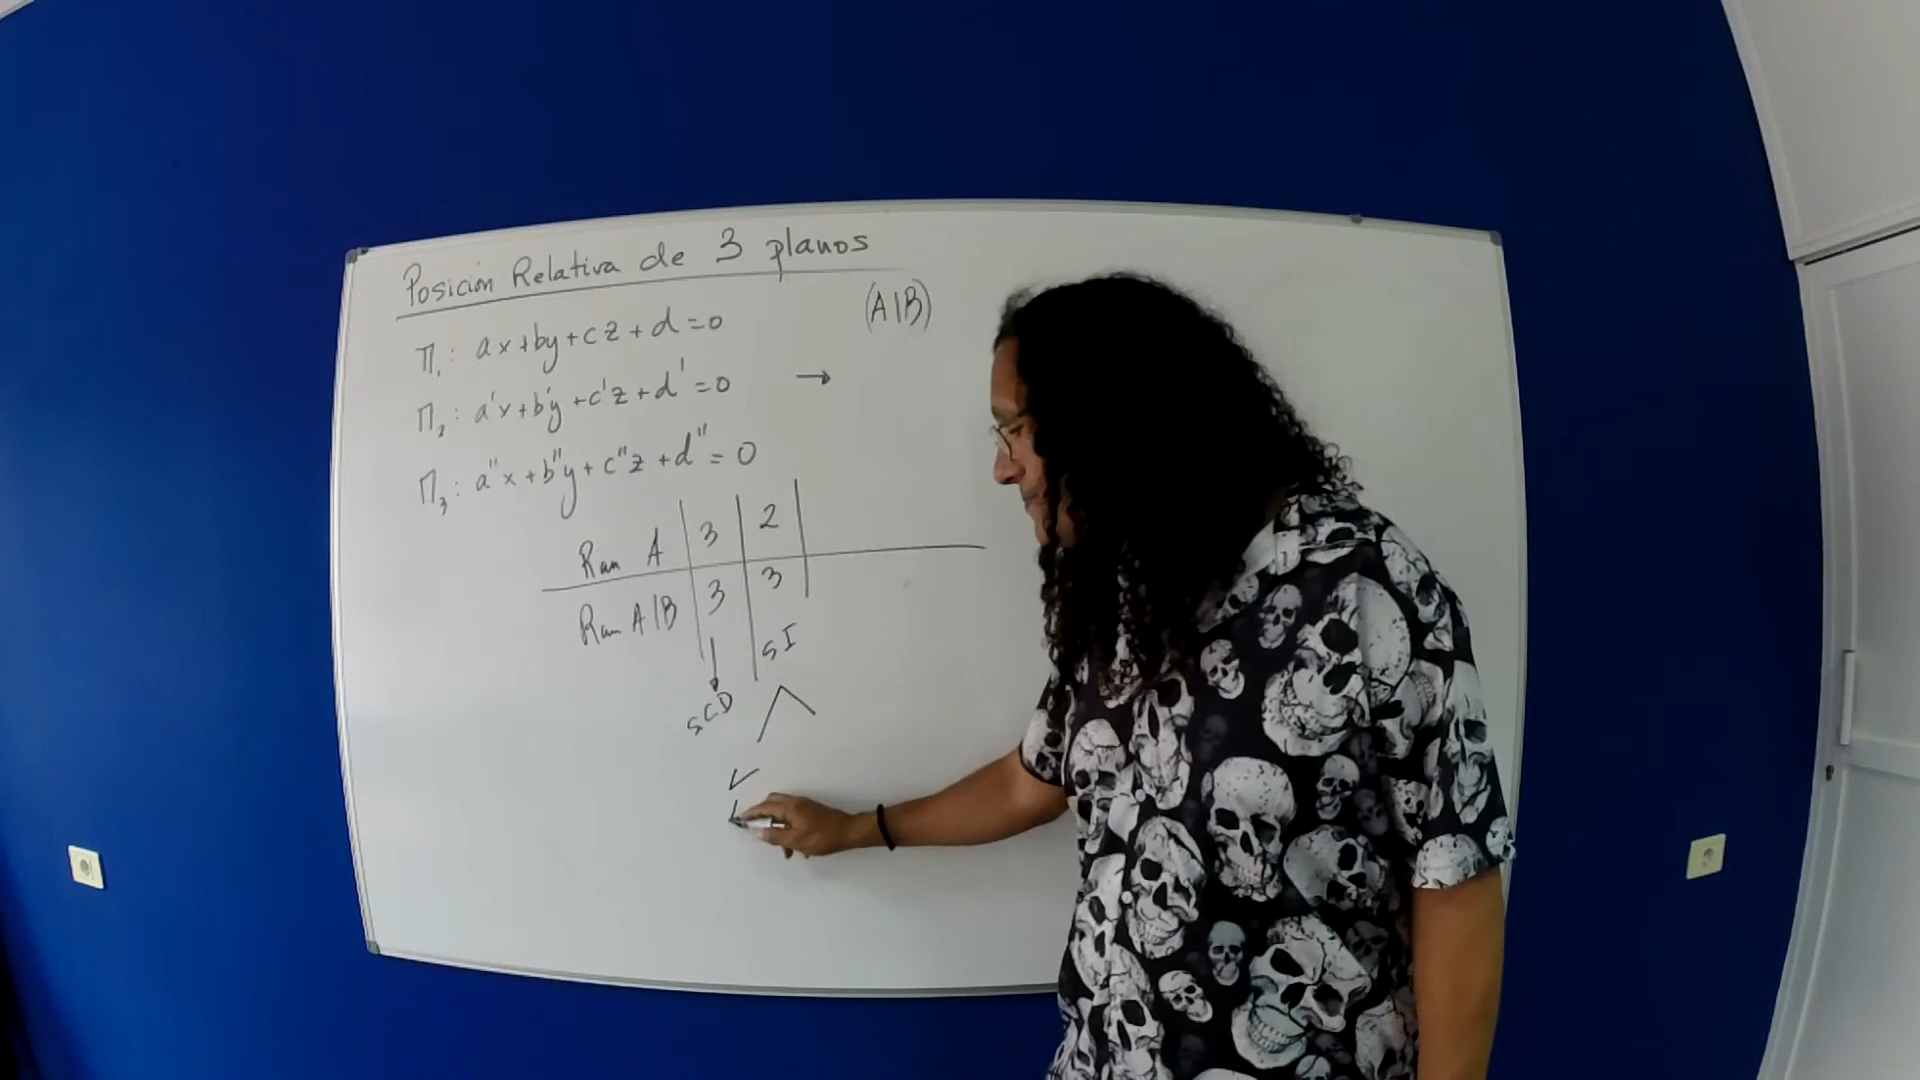 Posición Relativa de 3 planos
(A|B)
Π₁: ax+by+cz+d=0
Π₂: a'x+b'y+c'z+d'=0 →
Π₃: a''x+b''y+c''z+d''=0
Ran A | 3 | 2 |
Ran A|B | 3 | 3 |
SI
SCD